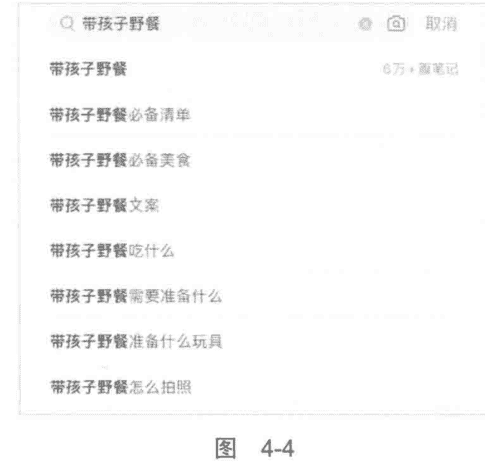 带孩子野餐 取消
带孩子野餐 6万+篇笔记
带孩子野餐必备清单
带孩子野餐必备美食
带孩子野餐文案
带孩子野餐吃什么
带孩子野餐需要准备什么
带孩子野餐准备什么玩具
带孩子野餐怎么拍照
图 4-4